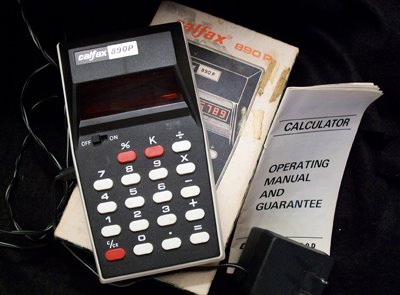 calfax 890P
OFF ON
% K ÷
7 8 9 X
4 5 6 −
1 2 3 +
C/CE 0 · =
calfax®
890 P
890P
CALCULATOR
OPERATING
MANUAL
AND
GUARANTEE